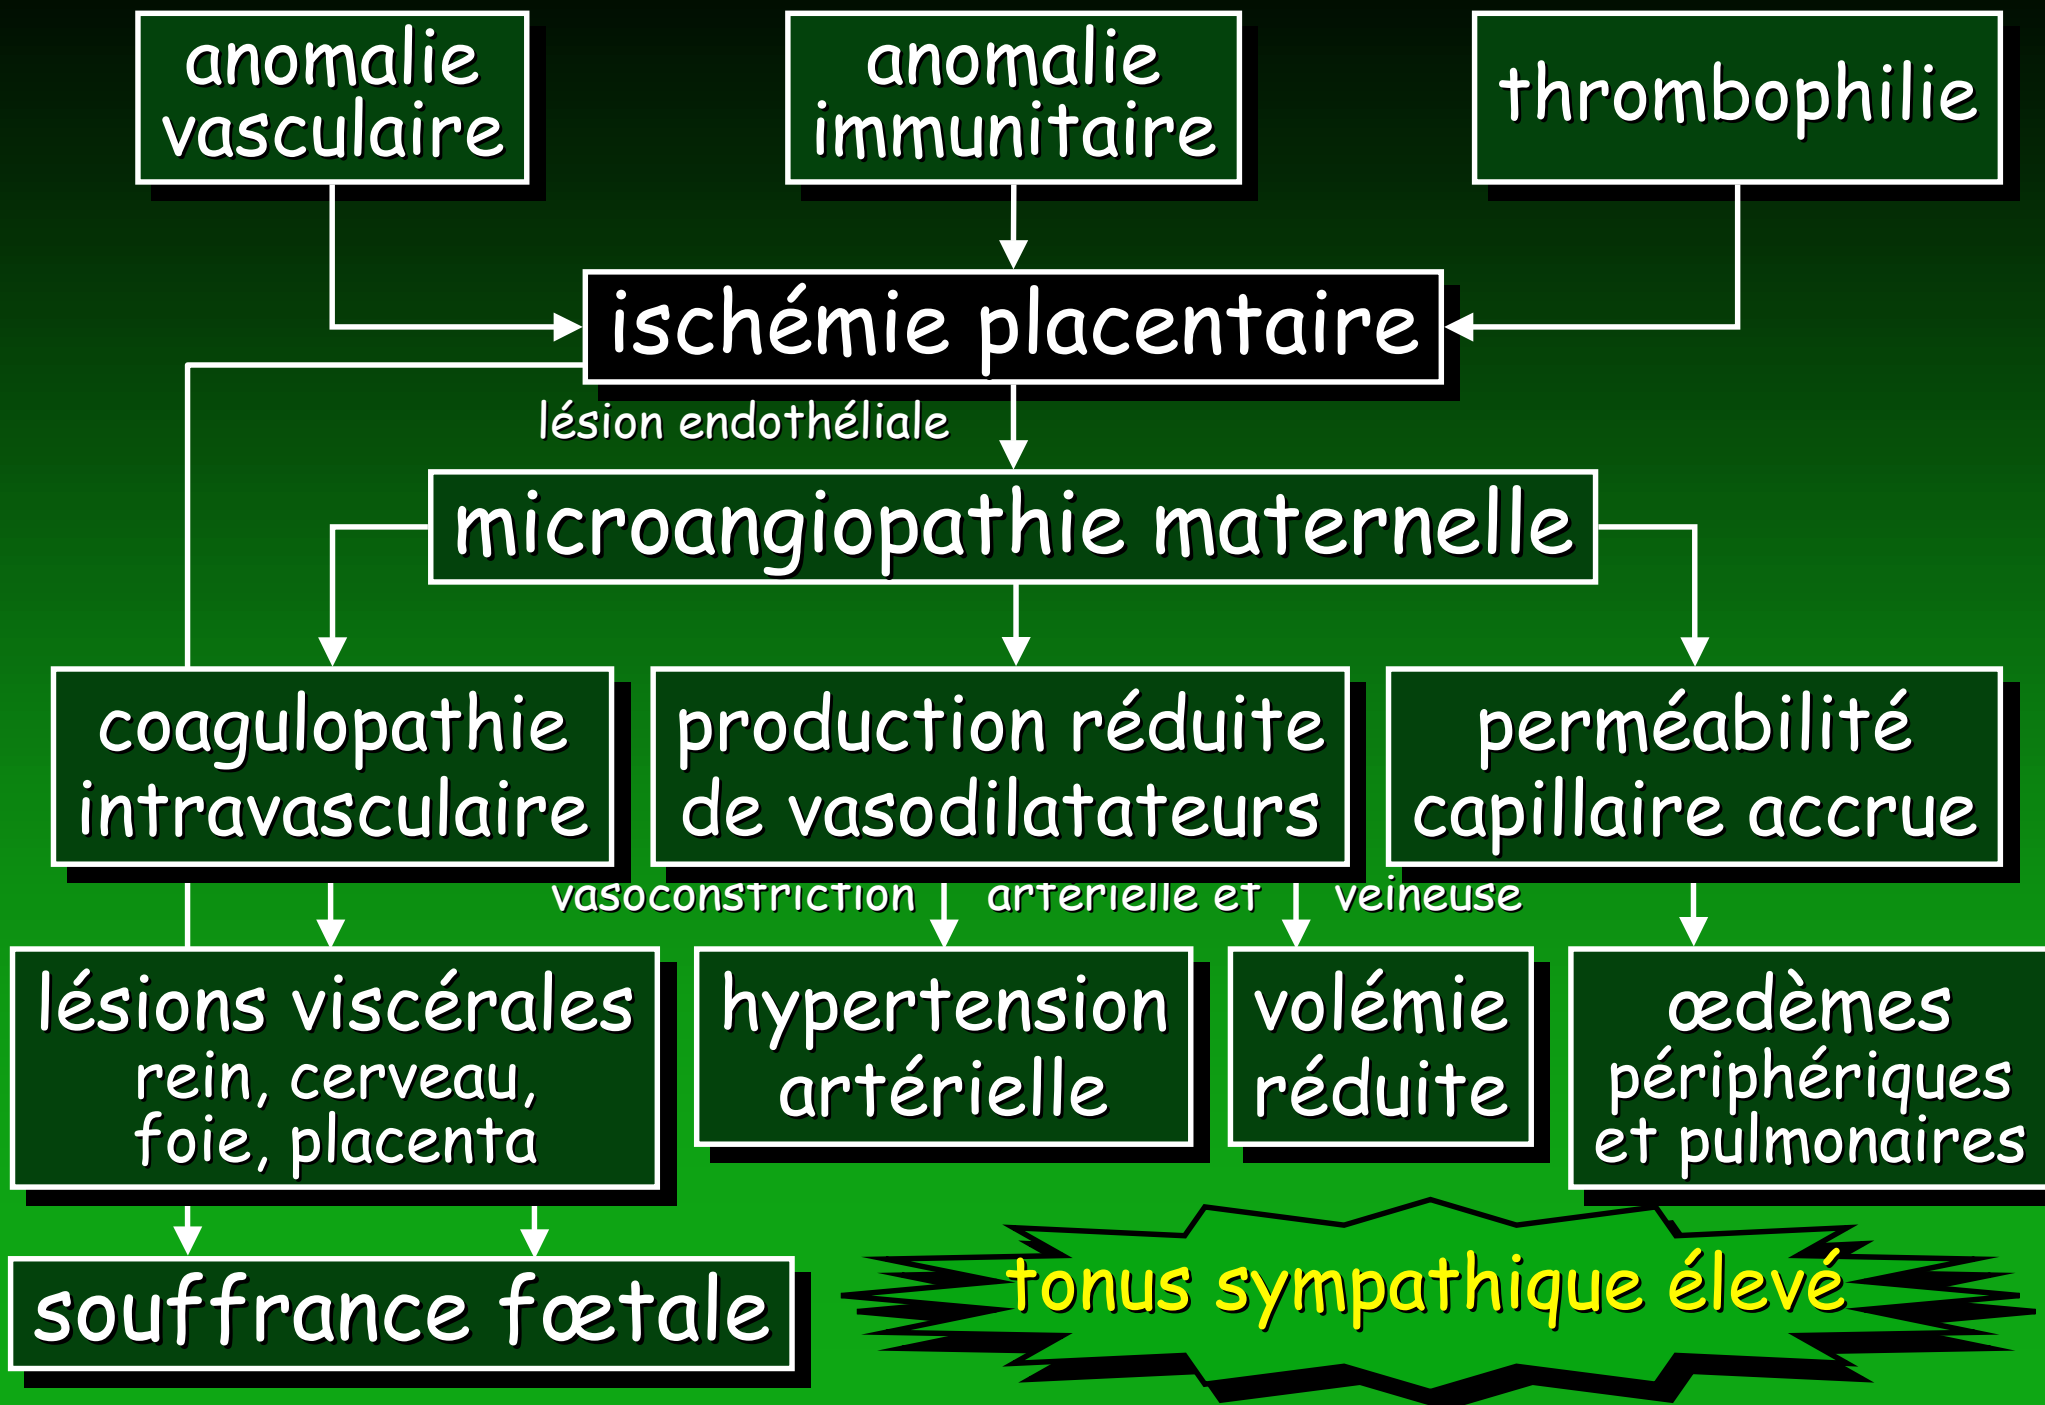 anomalie
vasculaire
anomalie
immunitaire
thrombophilie
ischémie placentaire
lésion endothéliale
microangiopathie maternelle
coagulopathie
intravasculaire
production réduite
de vasodilatateurs
perméabilité
capillaire accrue
vasoconstriction artérielle et veineuse
lésions viscérales
rein, cerveau,
foie, placenta
hypertension
artérielle
volémie
réduite
œdèmes
périphériques
et pulmonaires
souffrance fœtale
tonus sympathique élevé